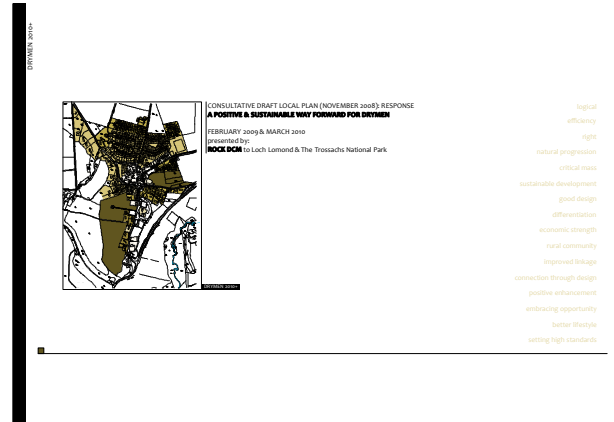 DRYMEN 2010+
CONSULTATIVE DRAFT LOCAL PLAN (NOVEMBER 2008): RESPONSE
A POSITIVE & SUSTAINABLE WAY FORWARD FOR DRYMEN
FEBRUARY 2009 & MARCH 2010
presented by:
ROCK DCM to Loch Lomond & The Trossachs National Park
DRYMEN 2010+
logical
efficiency
right
natural progression
critical mass
sustainable development
good design
differentiation
economic strength
rural community
improved linkage
connection through design
positive enhancement
embracing opportunity
better lifestyle
setting high standards